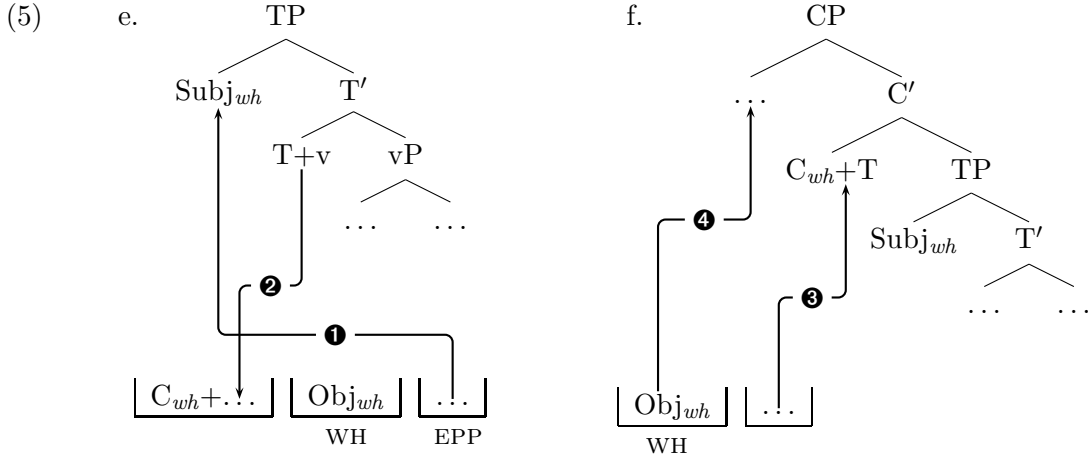 (5) e. TP f. CP
Subj_wh T′ ... C′
T+v vP C_wh+T TP
... ... ❹ Subj_wh T′
❷ ❸ ... ...
❶
C_wh+... Obj_wh ... Obj_wh ...
WH EPP WH